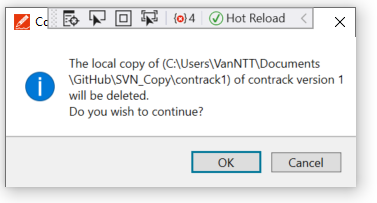 Co
4 Hot Reload
The local copy of (C:\Users\VanNTT\Documents
\GitHub\SVN_Copy\contrack1) of contrack version 1
will be deleted.
Do you wish to continue?
OK Cancel